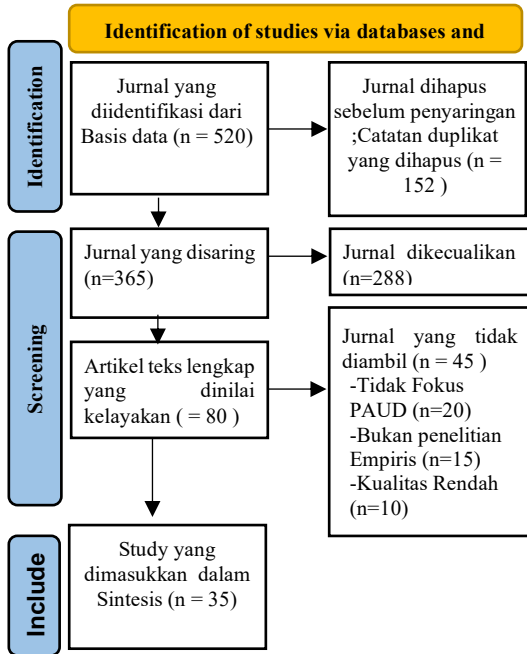 Identification of studies via databases and
Identification
Jurnal yang
diidentifikasi dari
Basis data (n = 520)
Jurnal dihapus
sebelum penyaringan
;Catatan duplikat
yang dihapus (n =
152 )
Screening
Jurnal yang disaring
(n=365)
Jurnal dikecualikan
(n=288)
Artikel teks lengkap
yang dinilai
kelayakan ( = 80 )
Jurnal yang tidak
diambil (n = 45 )
-Tidak Fokus
PAUD (n=20)
-Bukan penelitian
Empiris (n=15)
-Kualitas Rendah
(n=10)
Include
Study yang
dimasukkan dalam
Sintesis (n = 35)